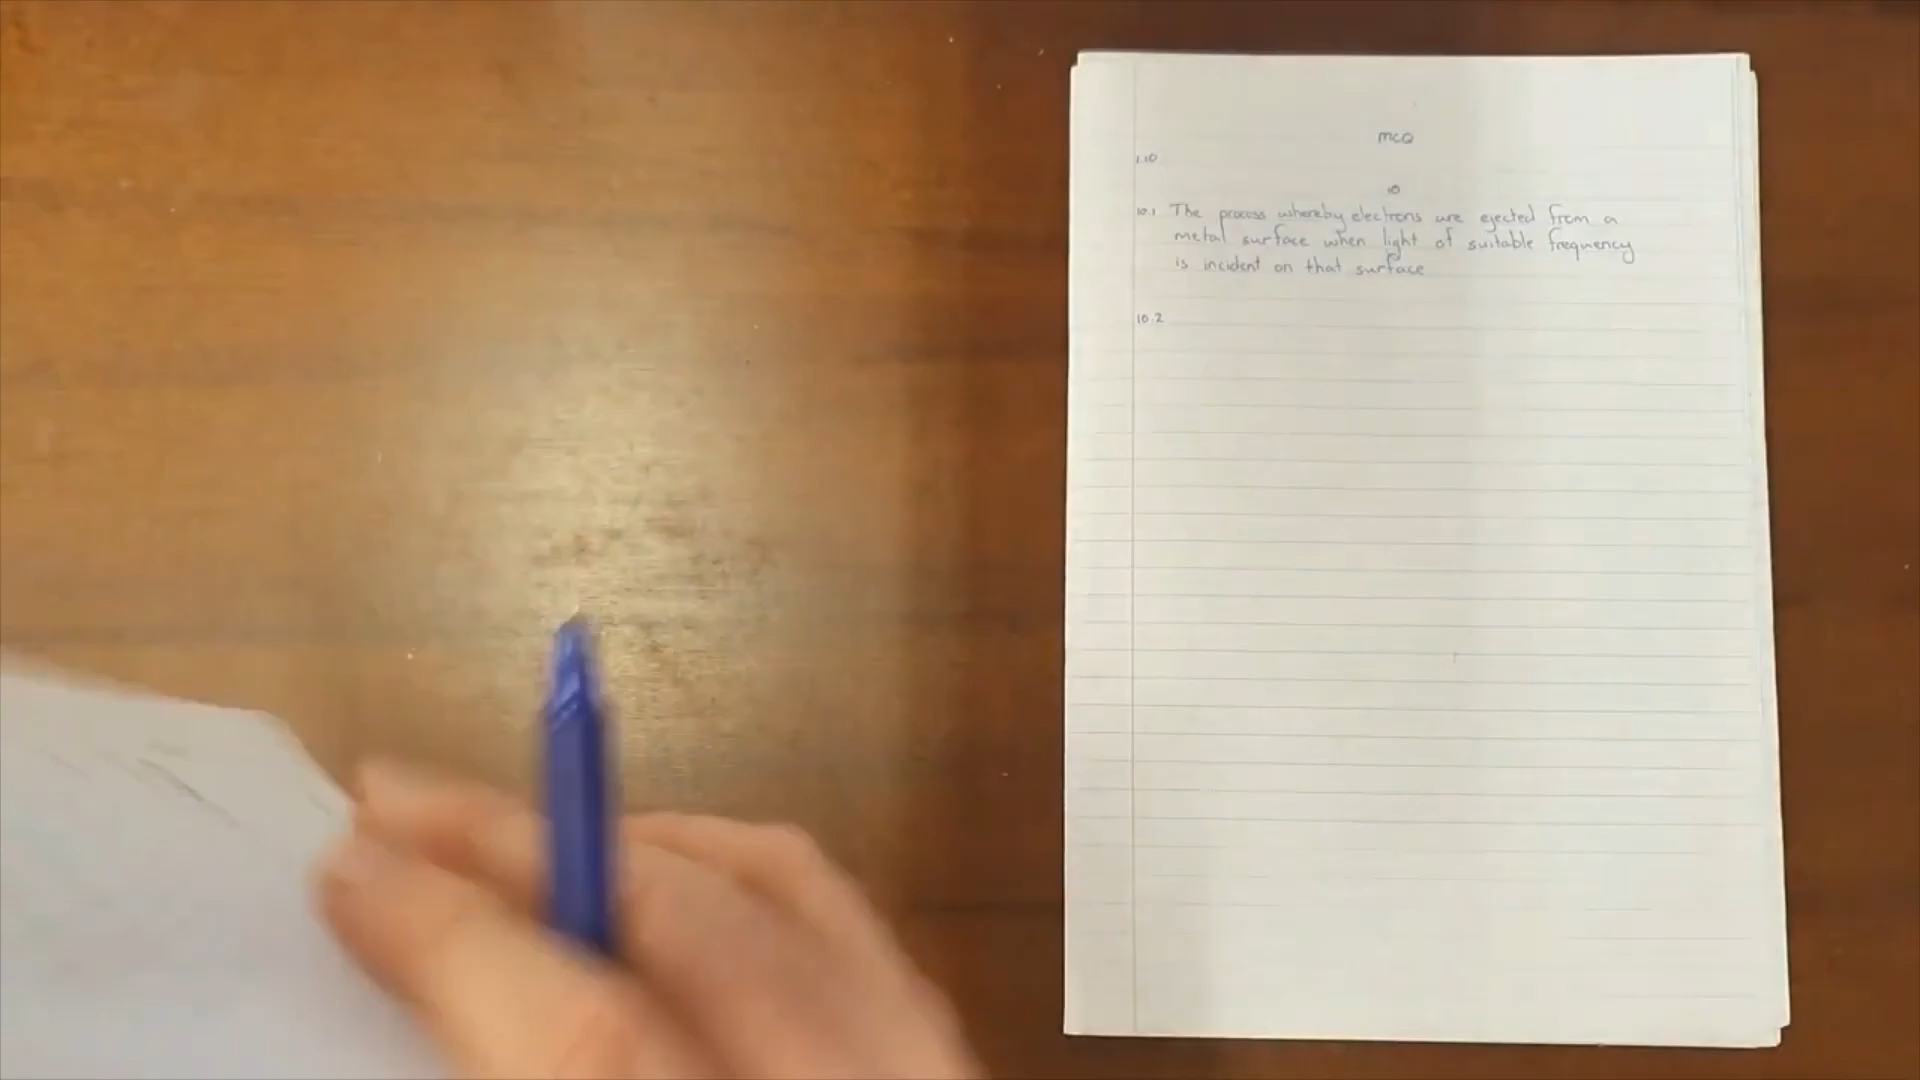 MCQ
1.10
10
10.1 The process whereby electrons are ejected from a
metal surface when light of suitable frequency
is incident on that surface
10.2